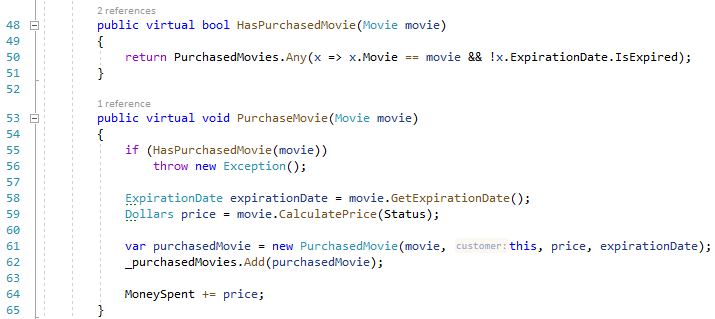 2 references
48 public virtual bool HasPurchasedMovie(Movie movie)
49 {
50 return PurchasedMovies.Any(x => x.Movie == movie && !x.ExpirationDate.IsExpired);
51 }
52
1 reference
53 public virtual void PurchaseMovie(Movie movie)
54 {
55 if (HasPurchasedMovie(movie))
56 throw new Exception();
57
58 ExpirationDate expirationDate = movie.GetExpirationDate();
59 Dollars price = movie.CalculatePrice(Status);
60
61 var purchasedMovie = new PurchasedMovie(movie, customer:this, price, expirationDate);
62 _purchasedMovies.Add(purchasedMovie);
63
64 MoneySpent += price;
65 }